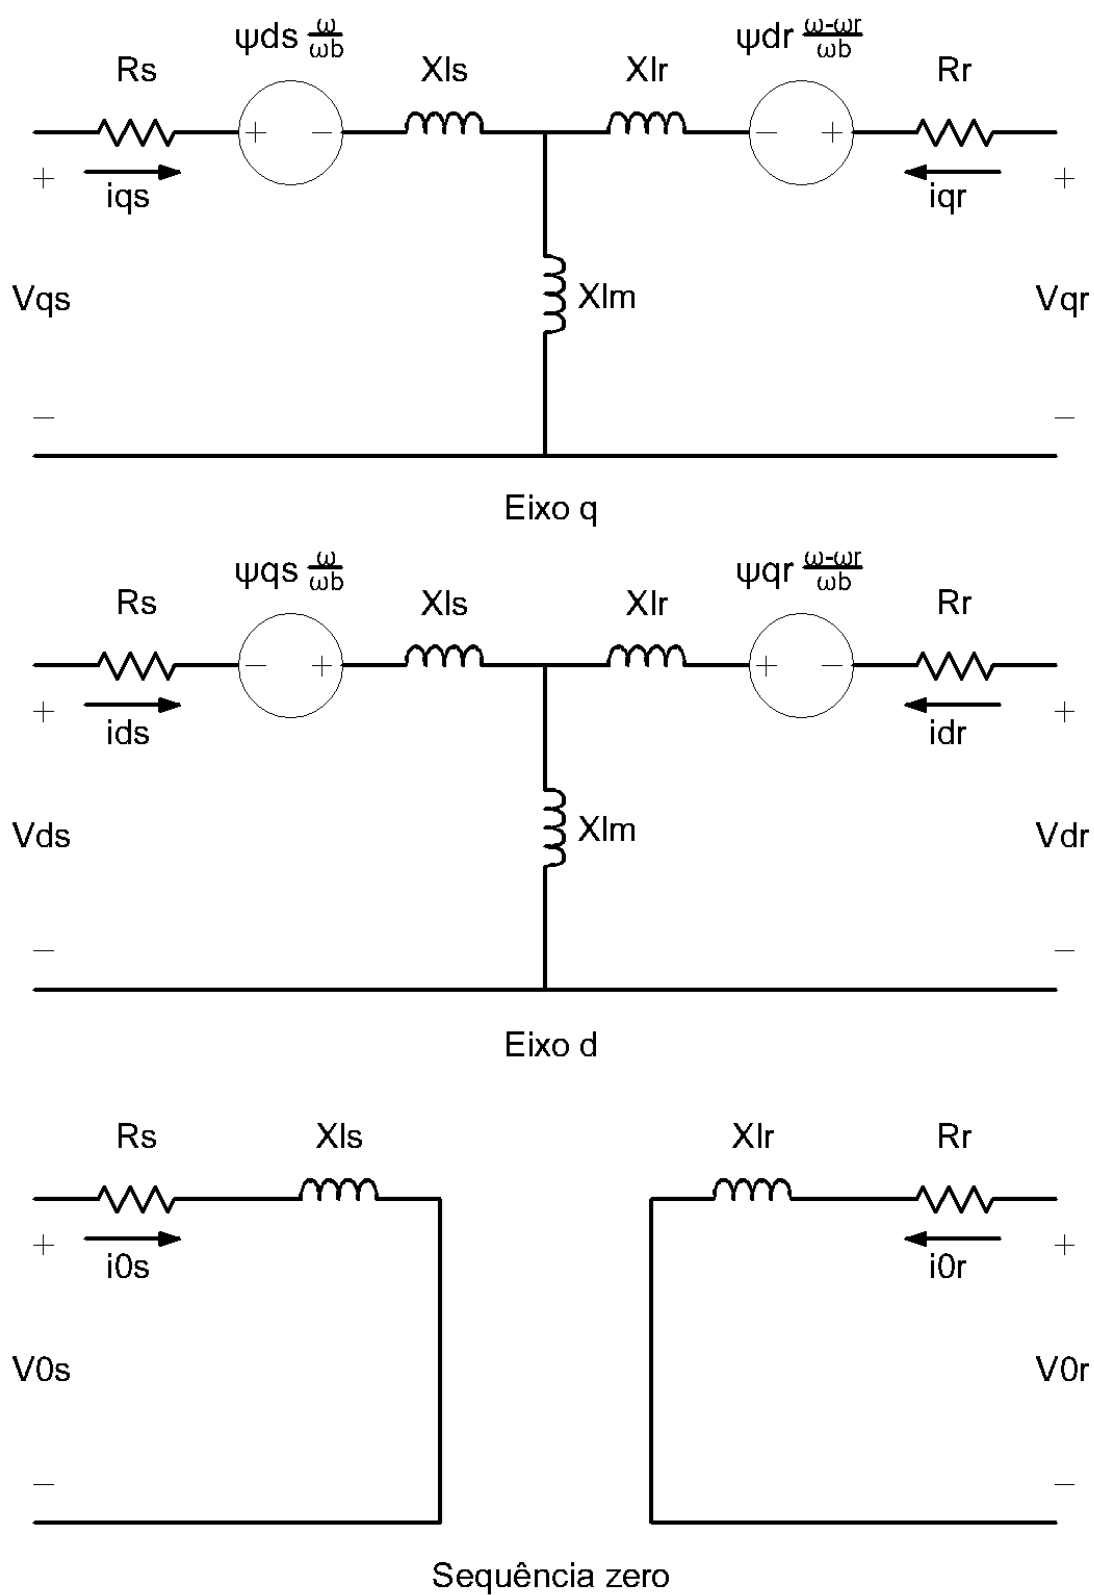 ψds ω/ωb ψdr ω-ωr/ωb
Rs Xls Xlr Rr
+ − − +
+ iqs iqr +
Vqs Xlm Vqr
− −
Eixo q
ψqs ω/ωb ψqr ω-ωr/ωb
Rs Xls Xlr Rr
− + + −
+ ids idr +
Vds Xlm Vdr
− −
Eixo d
Rs Xls Xlr Rr
+ i0s i0r +
V0s V0r
− −
Sequência zero